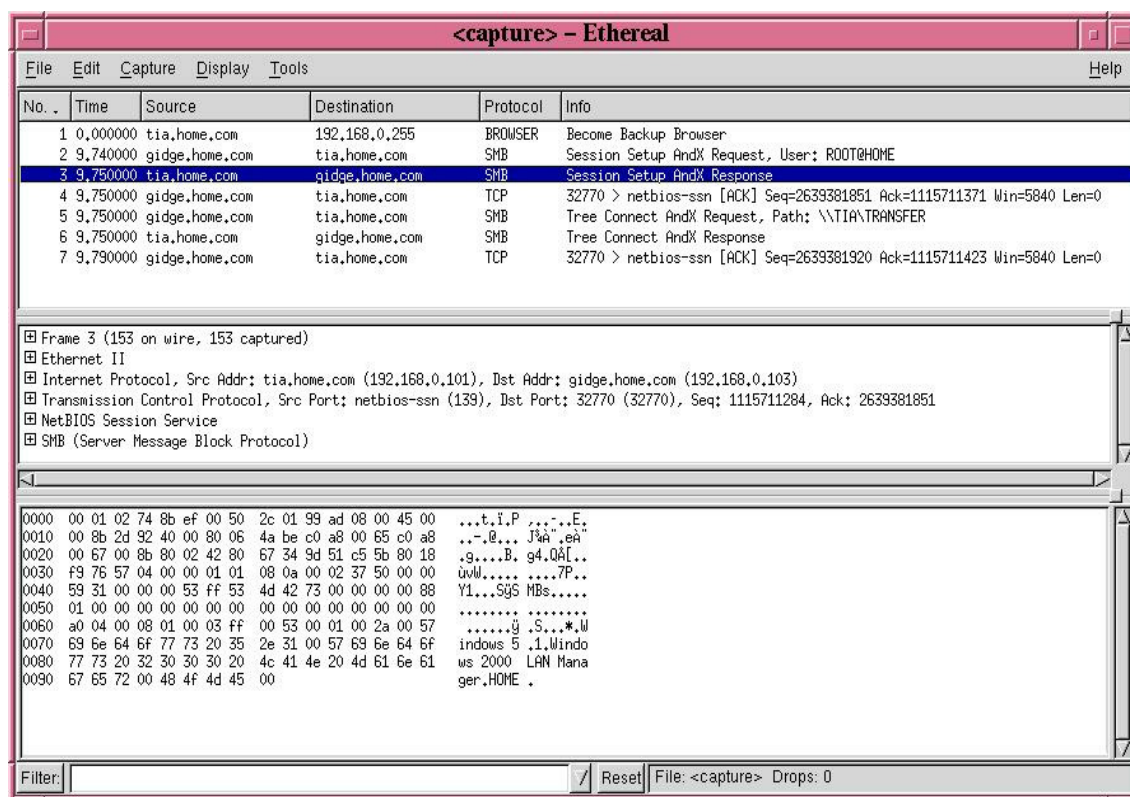 <capture> – Ethereal
File Edit Capture Display Tools Help
No. . Time Source Destination Protocol Info
1 0.000000 tia.home.com 192.168.0.255 BROWSER Become Backup Browser
2 9.740000 gidge.home.com tia.home.com SMB Session Setup AndX Request, User: ROOT@HOME
3 9.750000 tia.home.com gidge.home.com SMB Session Setup AndX Response
4 9.750000 gidge.home.com tia.home.com TCP 32770 > netbios-ssn [ACK] Seq=2639381851 Ack=1115711371 Win=5840 Len=0
5 9.750000 gidge.home.com tia.home.com SMB Tree Connect AndX Request, Path: \\TIA\TRANSFER
6 9.750000 tia.home.com gidge.home.com SMB Tree Connect AndX Response
7 9.790000 gidge.home.com tia.home.com TCP 32770 > netbios-ssn [ACK] Seq=2639381920 Ack=1115711423 Win=5840 Len=0
Frame 3 (153 on wire, 153 captured)
Ethernet II
Internet Protocol, Src Addr: tia.home.com (192.168.0.101), Dst Addr: gidge.home.com (192.168.0.103)
Transmission Control Protocol, Src Port: netbios-ssn (139), Dst Port: 32770 (32770), Seq: 1115711284, Ack: 2639381851
NetBIOS Session Service
SMB (Server Message Block Protocol)
0000 00 01 02 74 8b ef 00 50 2c 01 99 ad 08 00 45 00 ...t.ï.P ,...-..E.
0010 00 8b 2d 92 40 00 80 06 4a be c0 a8 00 65 c0 a8 ..-.@... J¾À¨.eÀ¨
0020 00 67 00 8b 80 02 42 80 67 34 9d 51 c5 5b 80 18 .g....B. g4.QÅ[..
0030 f9 76 57 04 00 00 01 01 08 0a 00 02 37 50 00 00 ùvW..... ....7P..
0040 59 31 00 00 00 53 ff 53 4d 42 73 00 00 00 00 88 Y1...SÿS MBs.....
0050 01 00 00 00 00 00 00 00 00 00 00 00 00 00 00 00 ........ ........
0060 a0 04 00 08 01 00 03 ff 00 53 00 01 00 2a 00 57 ......ÿ .S...*.W
0070 69 6e 64 6f 77 73 20 35 2e 31 00 57 69 6e 64 6f indows 5 .1.Windo
0080 77 73 20 32 30 30 30 20 4c 41 4e 20 4d 61 6e 61 ws 2000 LAN Mana
0090 67 65 72 00 48 4f 4d 45 00 ger.HOME .
Filter: Reset File: <capture> Drops: 0